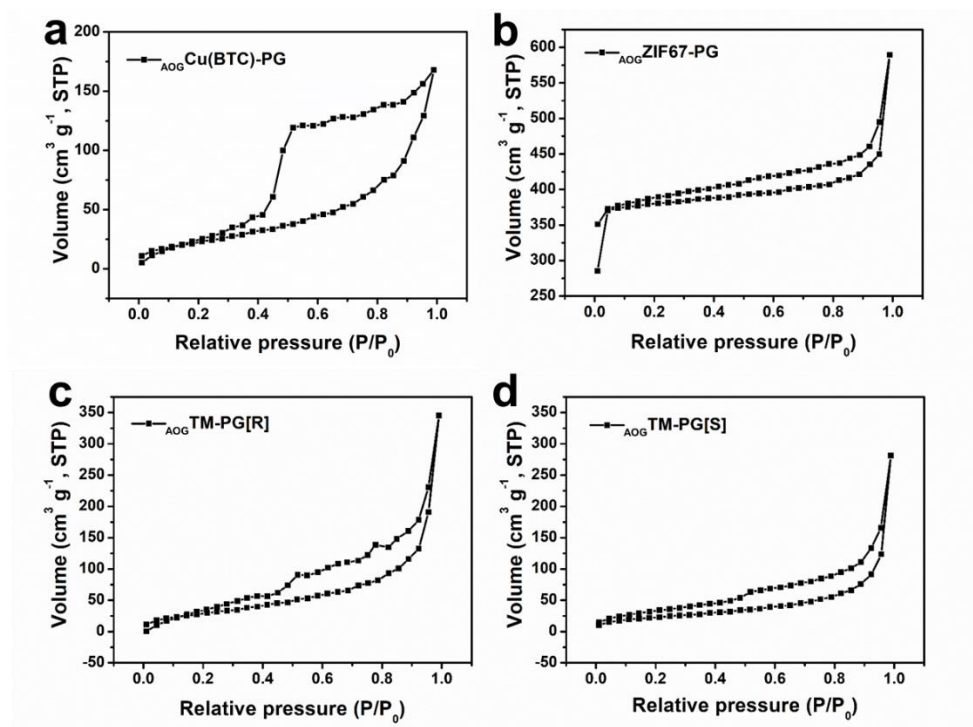 a
AOGCu(BTC)-PG
200
150
100
50
0
Volume (cm³ g⁻¹, STP)
0.0 0.2 0.4 0.6 0.8 1.0
Relative pressure (P/P₀)
b
AOGZIF67-PG
600
550
500
450
400
350
300
250
Volume (cm³ g⁻¹, STP)
0.0 0.2 0.4 0.6 0.8 1.0
Relative pressure (P/P₀)
c
AOGTM-PG[R]
350
300
250
200
150
100
50
0
-50
Volume (cm³ g⁻¹, STP)
0.0 0.2 0.4 0.6 0.8 1.0
Relative pressure (P/P₀)
d
AOGTM-PG[S]
350
300
250
200
150
100
50
0
-50
Volume (cm³ g⁻¹, STP)
0.0 0.2 0.4 0.6 0.8 1.0
Relative pressure (P/P₀)